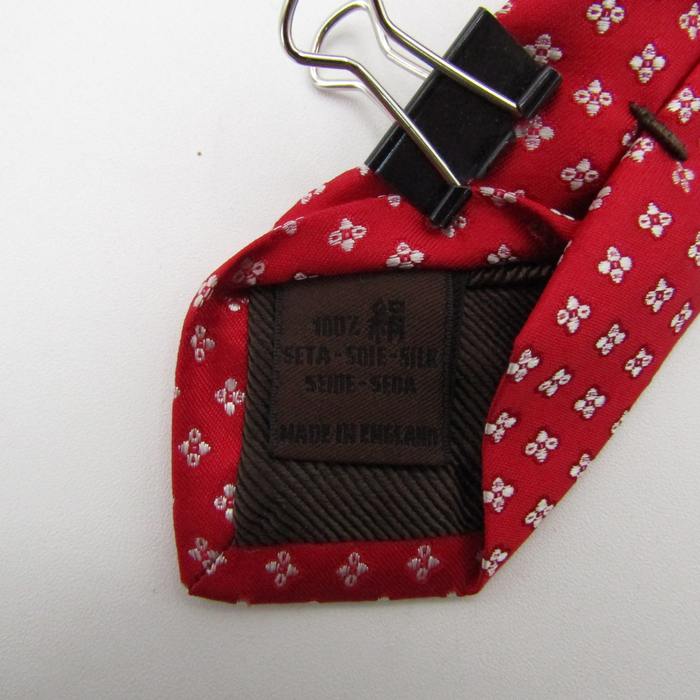 100% 絹
SETA-SOIE-SILK
SEIDE-SEDA
MADE IN ENGLAND